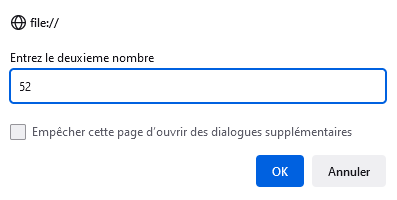 file://
Entrez le deuxieme nombre
52
Empêcher cette page d'ouvrir des dialogues supplémentaires
OK Annuler